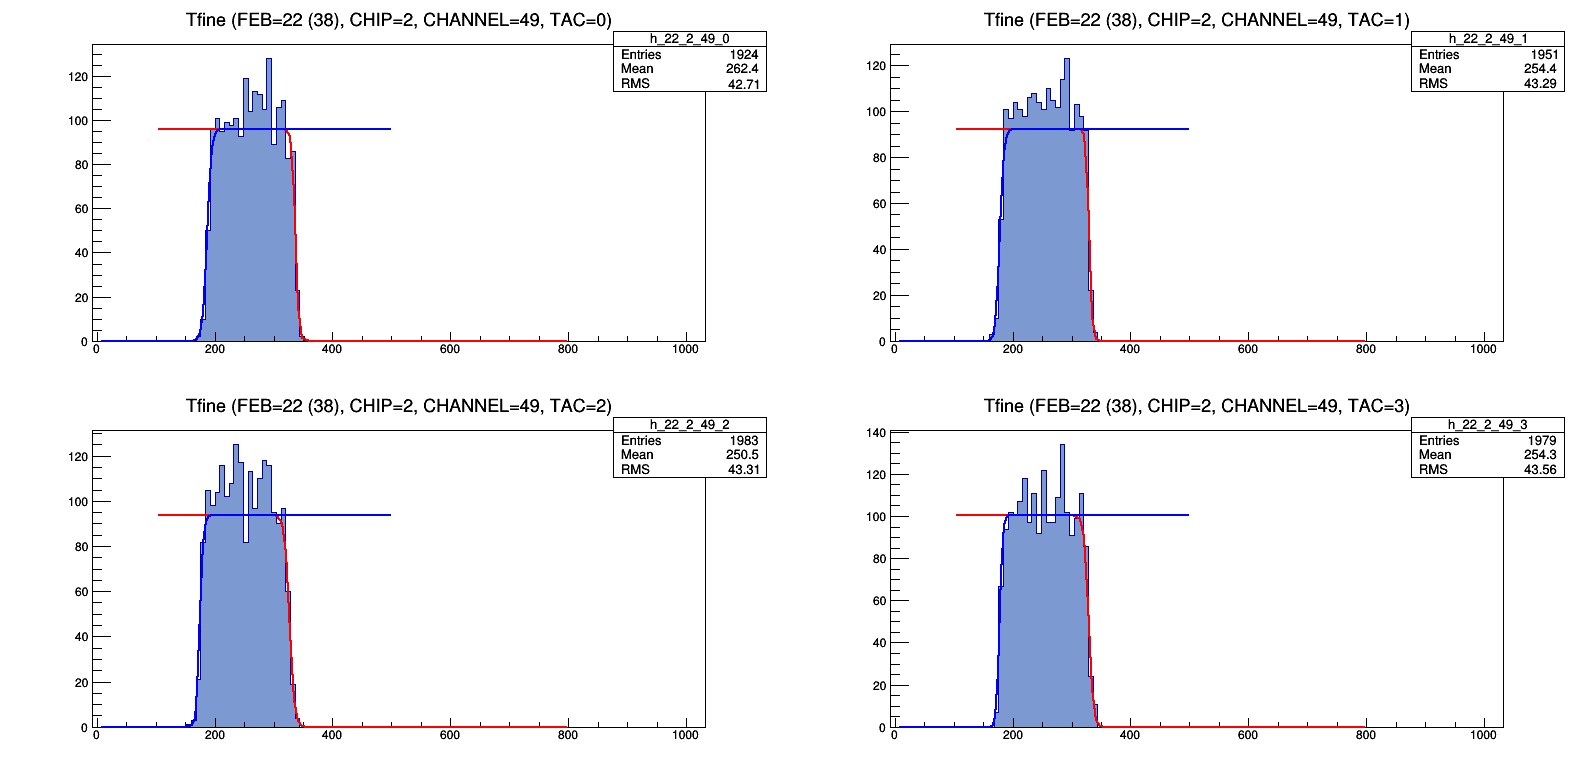 Tfine (FEB=22 (38), CHIP=2, CHANNEL=49, TAC=0)
h_22_2_49_0
Entries 1924
Mean 262.4
RMS 42.71
120
100
80
60
40
20
0
0 200 400 600 800 1000
Tfine (FEB=22 (38), CHIP=2, CHANNEL=49, TAC=1)
h_22_2_49_1
Entries 1951
Mean 254.4
RMS 43.29
120
100
80
60
40
20
0
0 200 400 600 800 1000
Tfine (FEB=22 (38), CHIP=2, CHANNEL=49, TAC=2)
h_22_2_49_2
Entries 1983
Mean 250.5
RMS 43.31
120
100
80
60
40
20
0
0 200 400 600 800 1000
Tfine (FEB=22 (38), CHIP=2, CHANNEL=49, TAC=3)
h_22_2_49_3
Entries 1979
Mean 254.3
RMS 43.56
140
120
100
80
60
40
20
0
0 200 400 600 800 1000